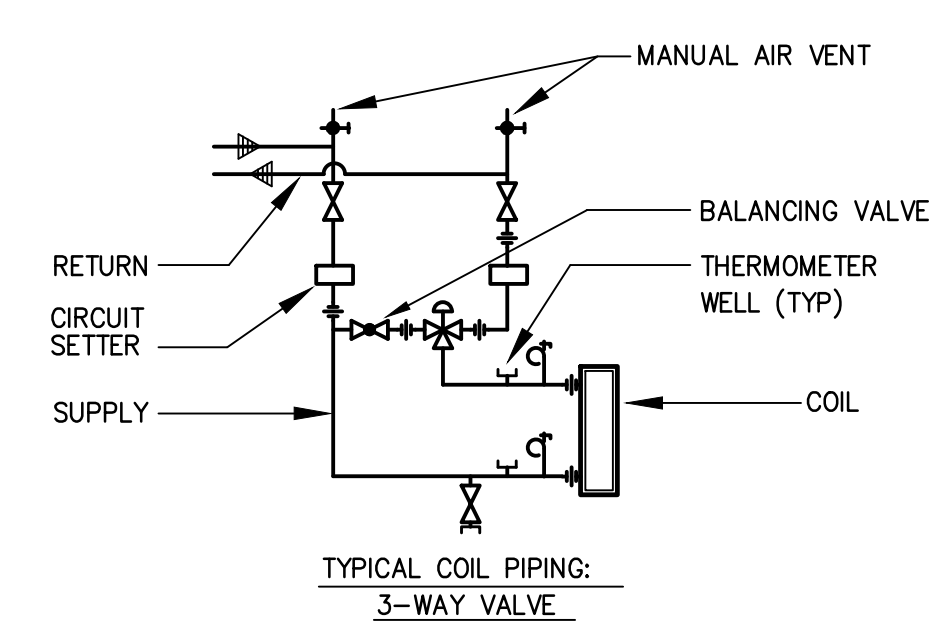 MANUAL AIR VENT
BALANCING VALVE
RETURN
THERMOMETER
WELL (TYP)
CIRCUIT
SETTER
SUPPLY
COIL
TYPICAL COIL PIPING:
3-WAY VALVE